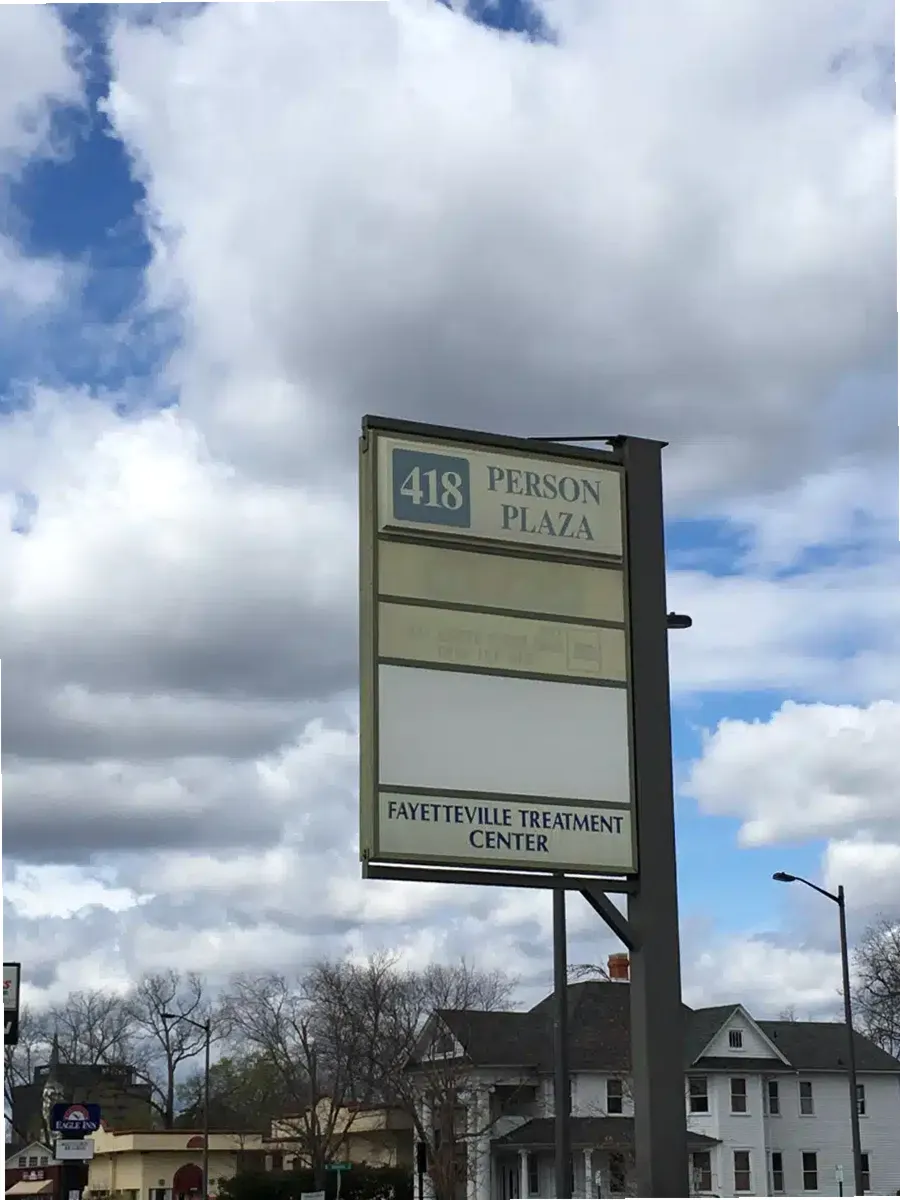 418
PERSON
PLAZA
FAYETTEVILLE TREATMENT
CENTER
EAGLE INN